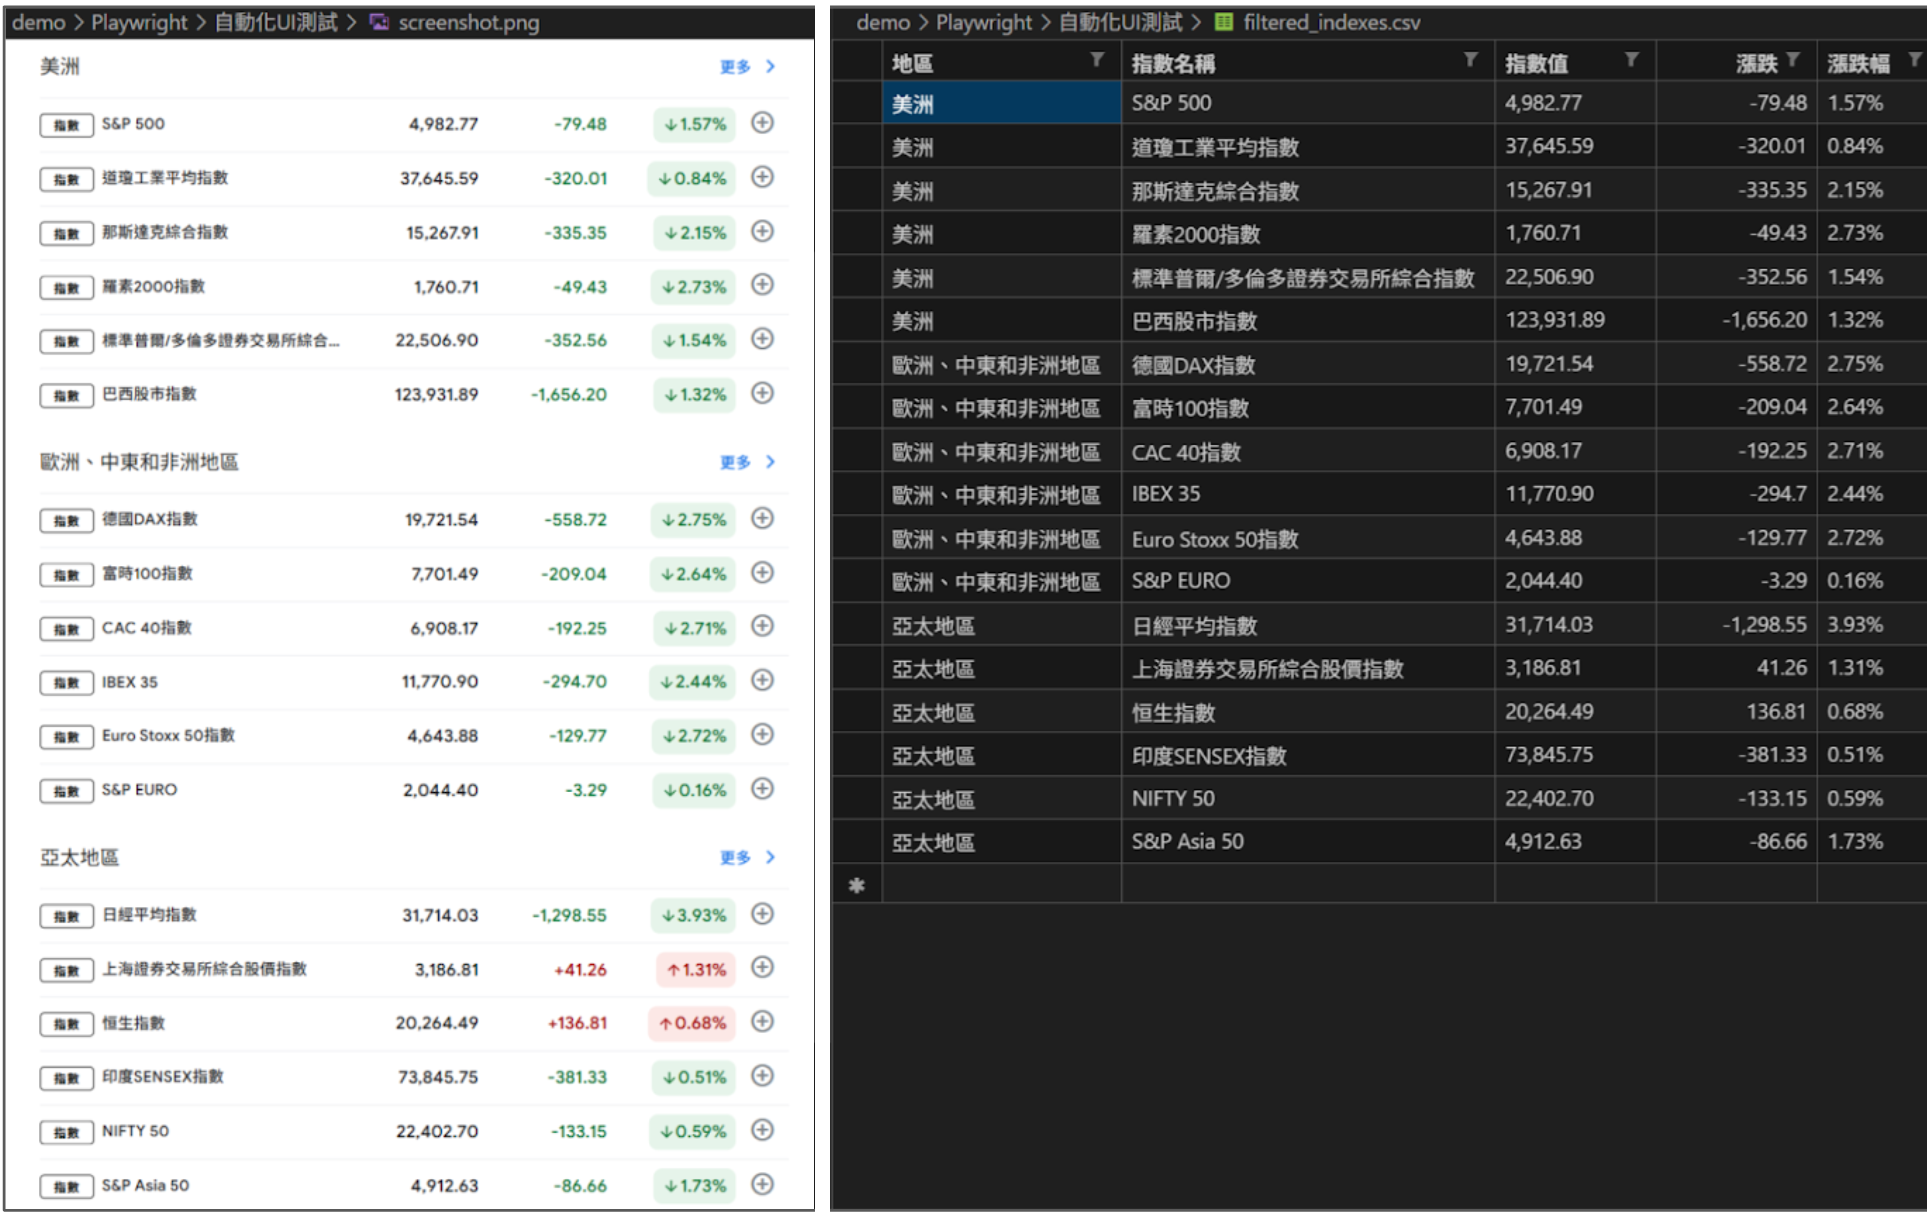 demo > Playwright > 自動化UI測試 > screenshot.png
美洲 更多 >
指數 S&P 500 4,982.77 -79.48 ↓1.57%
指數 道瓊工業平均指數 37,645.59 -320.01 ↓0.84%
指數 那斯達克綜合指數 15,267.91 -335.35 ↓2.15%
指數 羅素2000指數 1,760.71 -49.43 ↓2.73%
指數 標準普爾/多倫多證券交易所綜合... 22,506.90 -352.56 ↓1.54%
指數 巴西股市指數 123,931.89 -1,656.20 ↓1.32%
歐洲、中東和非洲地區 更多 >
指數 德國DAX指數 19,721.54 -558.72 ↓2.75%
指數 富時100指數 7,701.49 -209.04 ↓2.64%
指數 CAC 40指數 6,908.17 -192.25 ↓2.71%
指數 IBEX 35 11,770.90 -294.70 ↓2.44%
指數 Euro Stoxx 50指數 4,643.88 -129.77 ↓2.72%
指數 S&P EURO 2,044.40 -3.29 ↓0.16%
亞太地區 更多 >
指數 日經平均指數 31,714.03 -1,298.55 ↓3.93%
指數 上海證券交易所綜合股價指數 3,186.81 +41.26 ↑1.31%
指數 恒生指數 20,264.49 +136.81 ↑0.68%
指數 印度SENSEX指數 73,845.75 -381.33 ↓0.51%
指數 NIFTY 50 22,402.70 -133.15 ↓0.59%
指數 S&P Asia 50 4,912.63 -86.66 ↓1.73%
demo > Playwright > 自動化UI測試 > filtered_indexes.csv
地區 指數名稱 指數值 漲跌 漲跌幅
美洲 S&P 500 4,982.77 -79.48 1.57%
美洲 道瓊工業平均指數 37,645.59 -320.01 0.84%
美洲 那斯達克綜合指數 15,267.91 -335.35 2.15%
美洲 羅素2000指數 1,760.71 -49.43 2.73%
美洲 標準普爾/多倫多證券交易所綜合指數 22,506.90 -352.56 1.54%
美洲 巴西股市指數 123,931.89 -1,656.20 1.32%
歐洲、中東和非洲地區 德國DAX指數 19,721.54 -558.72 2.75%
歐洲、中東和非洲地區 富時100指數 7,701.49 -209.04 2.64%
歐洲、中東和非洲地區 CAC 40指數 6,908.17 -192.25 2.71%
歐洲、中東和非洲地區 IBEX 35 11,770.90 -294.7 2.44%
歐洲、中東和非洲地區 Euro Stoxx 50指數 4,643.88 -129.77 2.72%
歐洲、中東和非洲地區 S&P EURO 2,044.40 -3.29 0.16%
亞太地區 日經平均指數 31,714.03 -1,298.55 3.93%
亞太地區 上海證券交易所綜合股價指數 3,186.81 41.26 1.31%
亞太地區 恒生指數 20,264.49 136.81 0.68%
亞太地區 印度SENSEX指數 73,845.75 -381.33 0.51%
亞太地區 NIFTY 50 22,402.70 -133.15 0.59%
亞太地區 S&P Asia 50 4,912.63 -86.66 1.73%